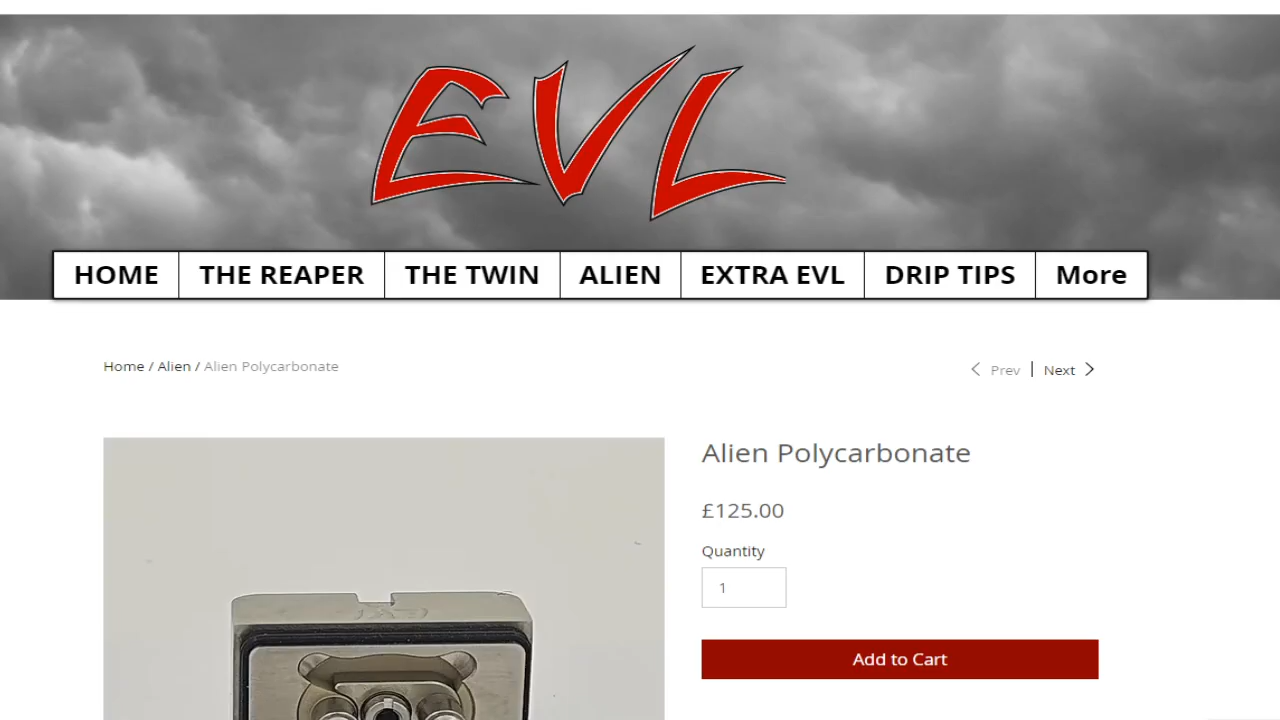 EVL
HOME THE REAPER THE TWIN ALIEN EXTRA EVL DRIP TIPS More
Home / Alien / Alien Polycarbonate
Prev | Next
Alien Polycarbonate
£125.00
Quantity
1
Add to Cart